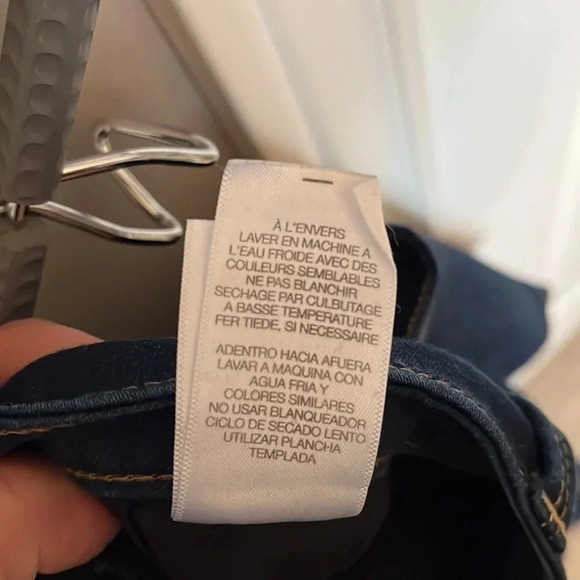 À L'ENVERS
LAVER EN MACHINE A
L'EAU FROIDE AVEC DES
COULEURS SEMBLABLES
NE PAS BLANCHIR
SECHAGE PAR CULBUTAGE
A BASSE TEMPERATURE
FER TIEDE, SI NECESSAIRE
ADENTRO HACIA AFUERA
LAVAR A MAQUINA CON
AGUA FRIA Y
COLORES SIMILARES
NO USAR BLANQUEADOR
CICLO DE SECADO LENTO
UTILIZAR PLANCHA
TEMPLADA